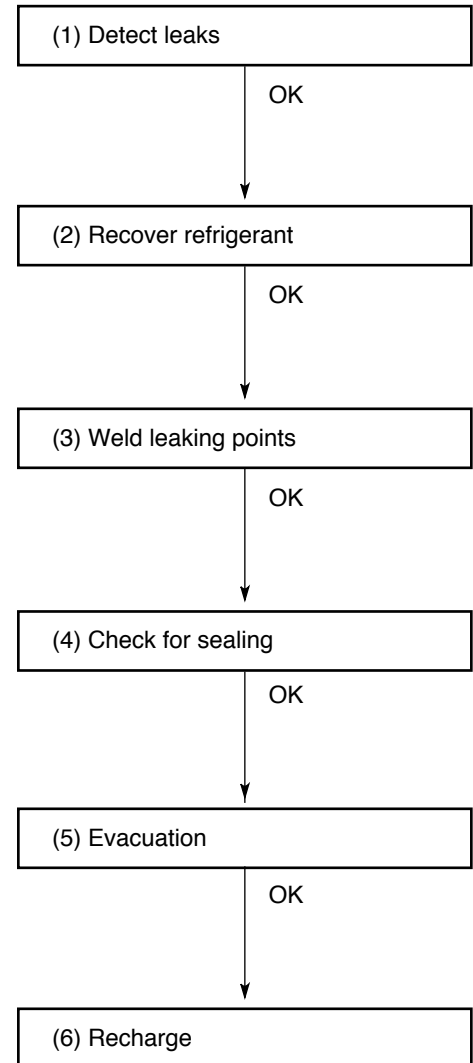 (1) Detect leaks
OK
(2) Recover refrigerant
OK
(3) Weld leaking points
OK
(4) Check for sealing
OK
(5) Evacuation
OK
(6) Recharge